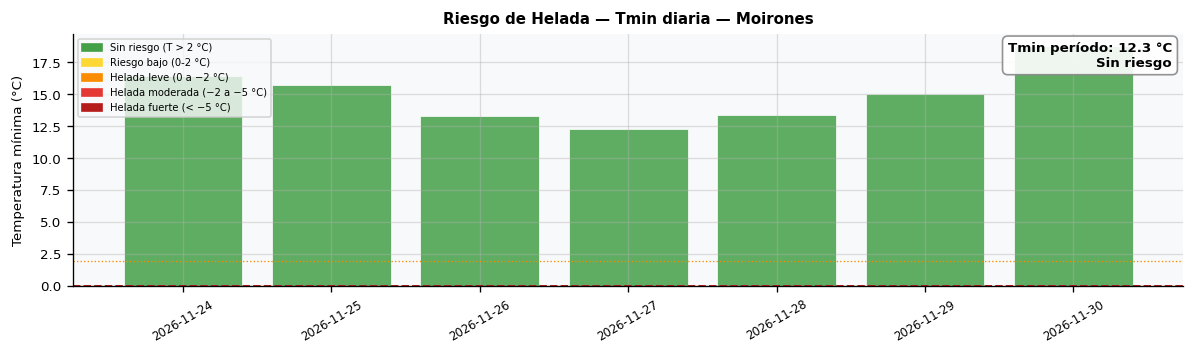 Riesgo de Helada — Tmin diaria — Moirones
Temperatura mínima (°C)
17.5
15.0
12.5
10.0
7.5
5.0
2.5
0.0
Sin riesgo (T > 2 °C)
Riesgo bajo (0-2 °C)
Helada leve (0 a −2 °C)
Helada moderada (−2 a −5 °C)
Helada fuerte (< −5 °C)
Tmin período: 12.3 °C
Sin riesgo
2026-11-24
2026-11-25
2026-11-26
2026-11-27
2026-11-28
2026-11-29
2026-11-30